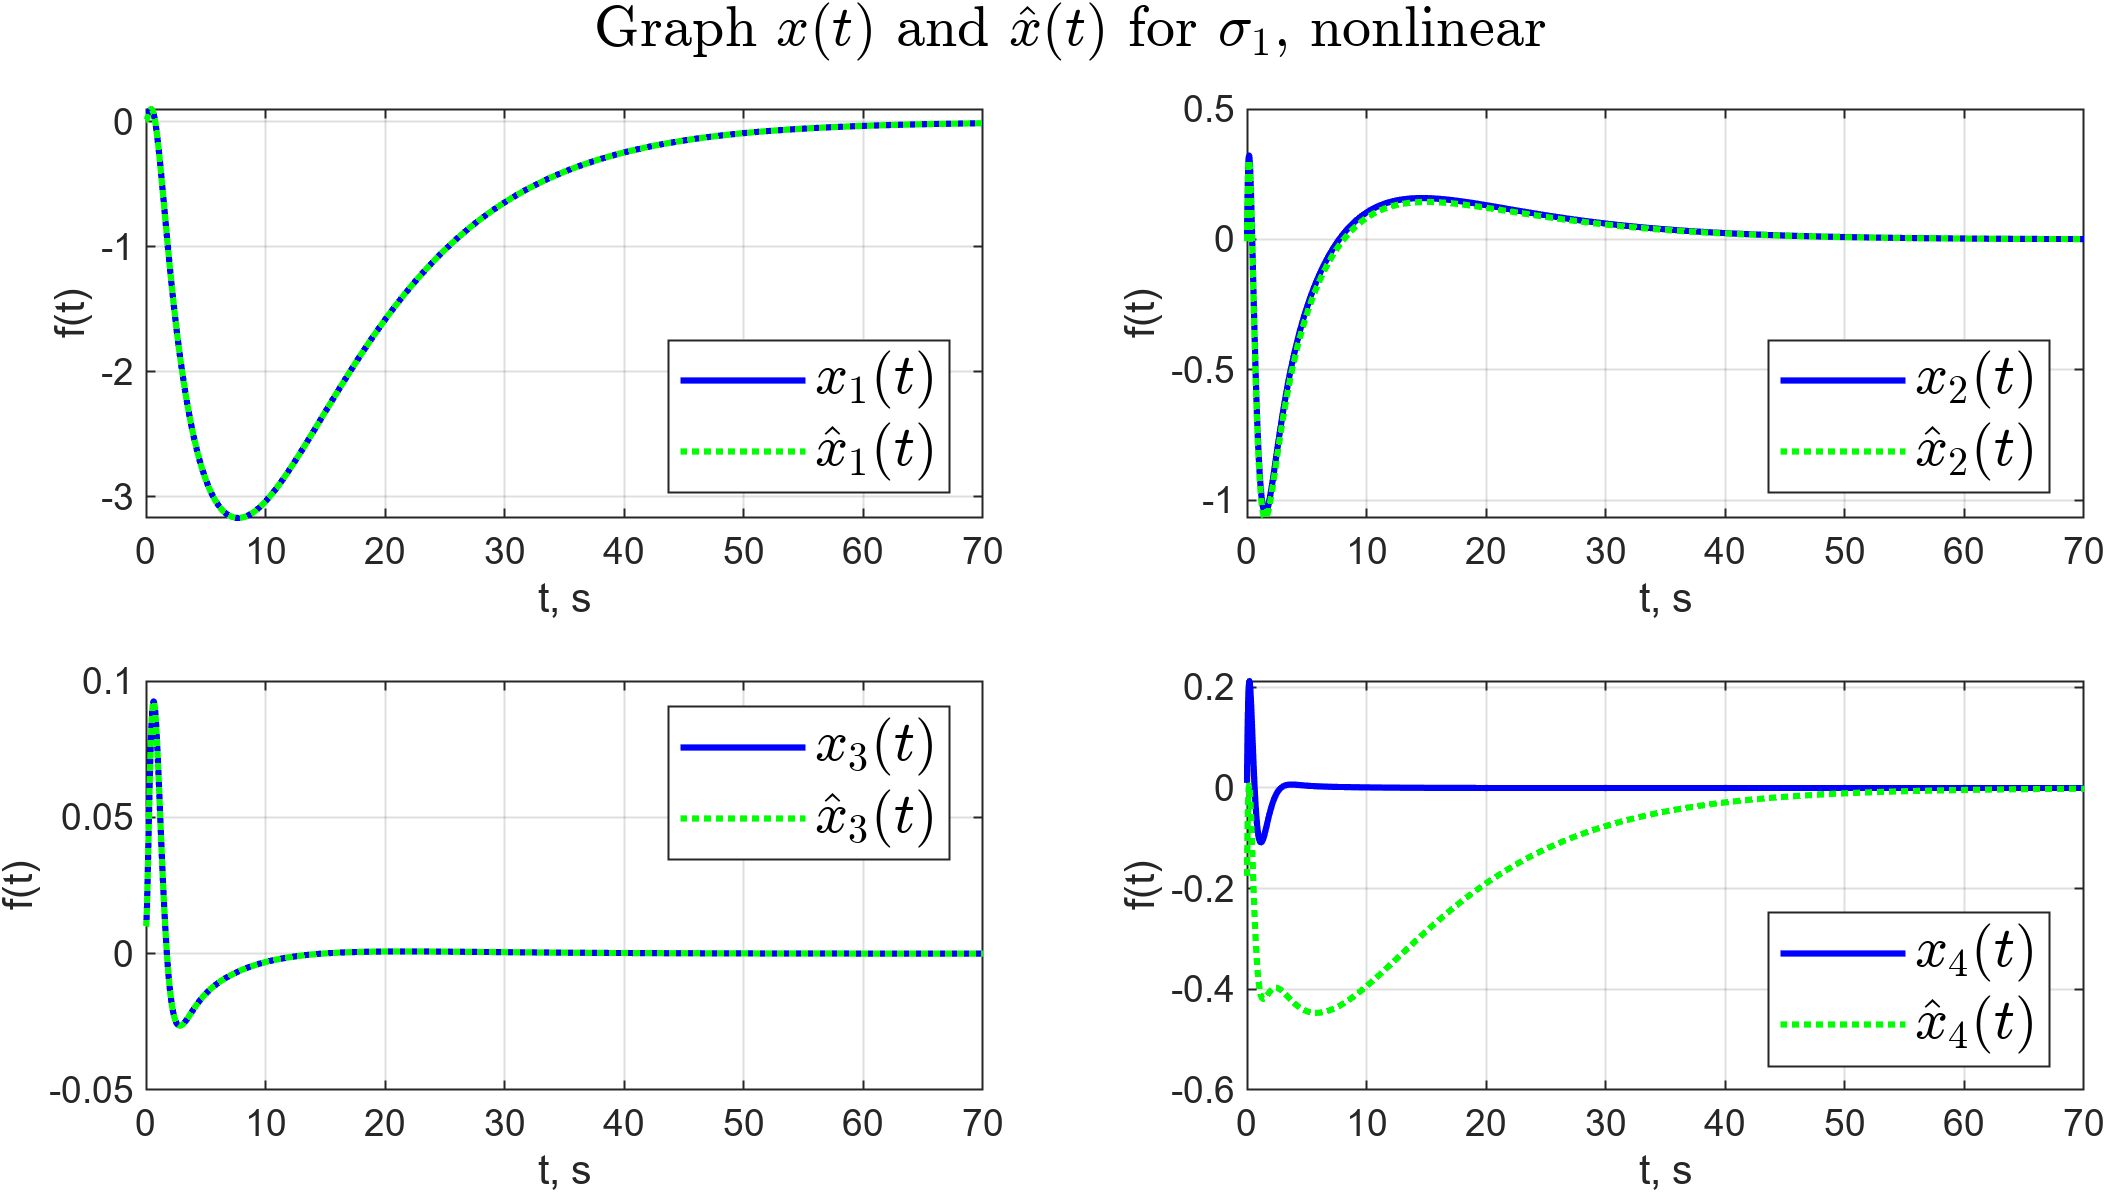 Graph x(t) and x̂(t) for σ₁, nonlinear
0
-1
-2
-3
f(t)
x₁(t)
x̂₁(t)
0 10 20 30 40 50 60 70
t, s
0.5
0
-0.5
-1
f(t)
x₂(t)
x̂₂(t)
0 10 20 30 40 50 60 70
t, s
0.1
0.05
0
-0.05
f(t)
x₃(t)
x̂₃(t)
0 10 20 30 40 50 60 70
t, s
0.2
0
-0.2
-0.4
-0.6
f(t)
x₄(t)
x̂₄(t)
0 10 20 30 40 50 60 70
t, s